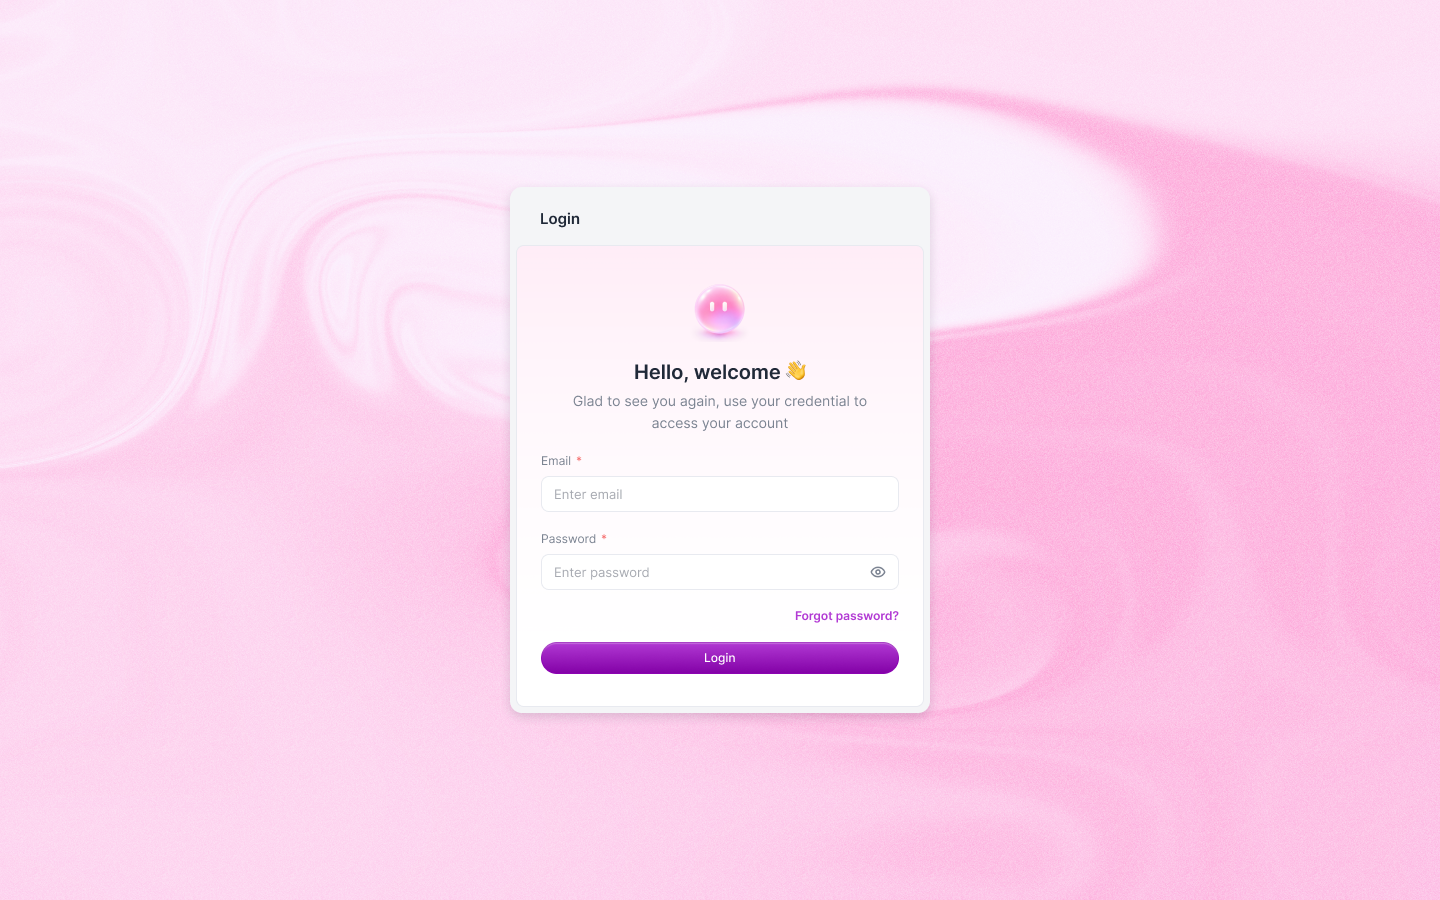 Login
Hello, welcome 👋
Glad to see you again, use your credential to
access your account
Email *
Enter email
Password *
Enter password
Forgot password?
Login